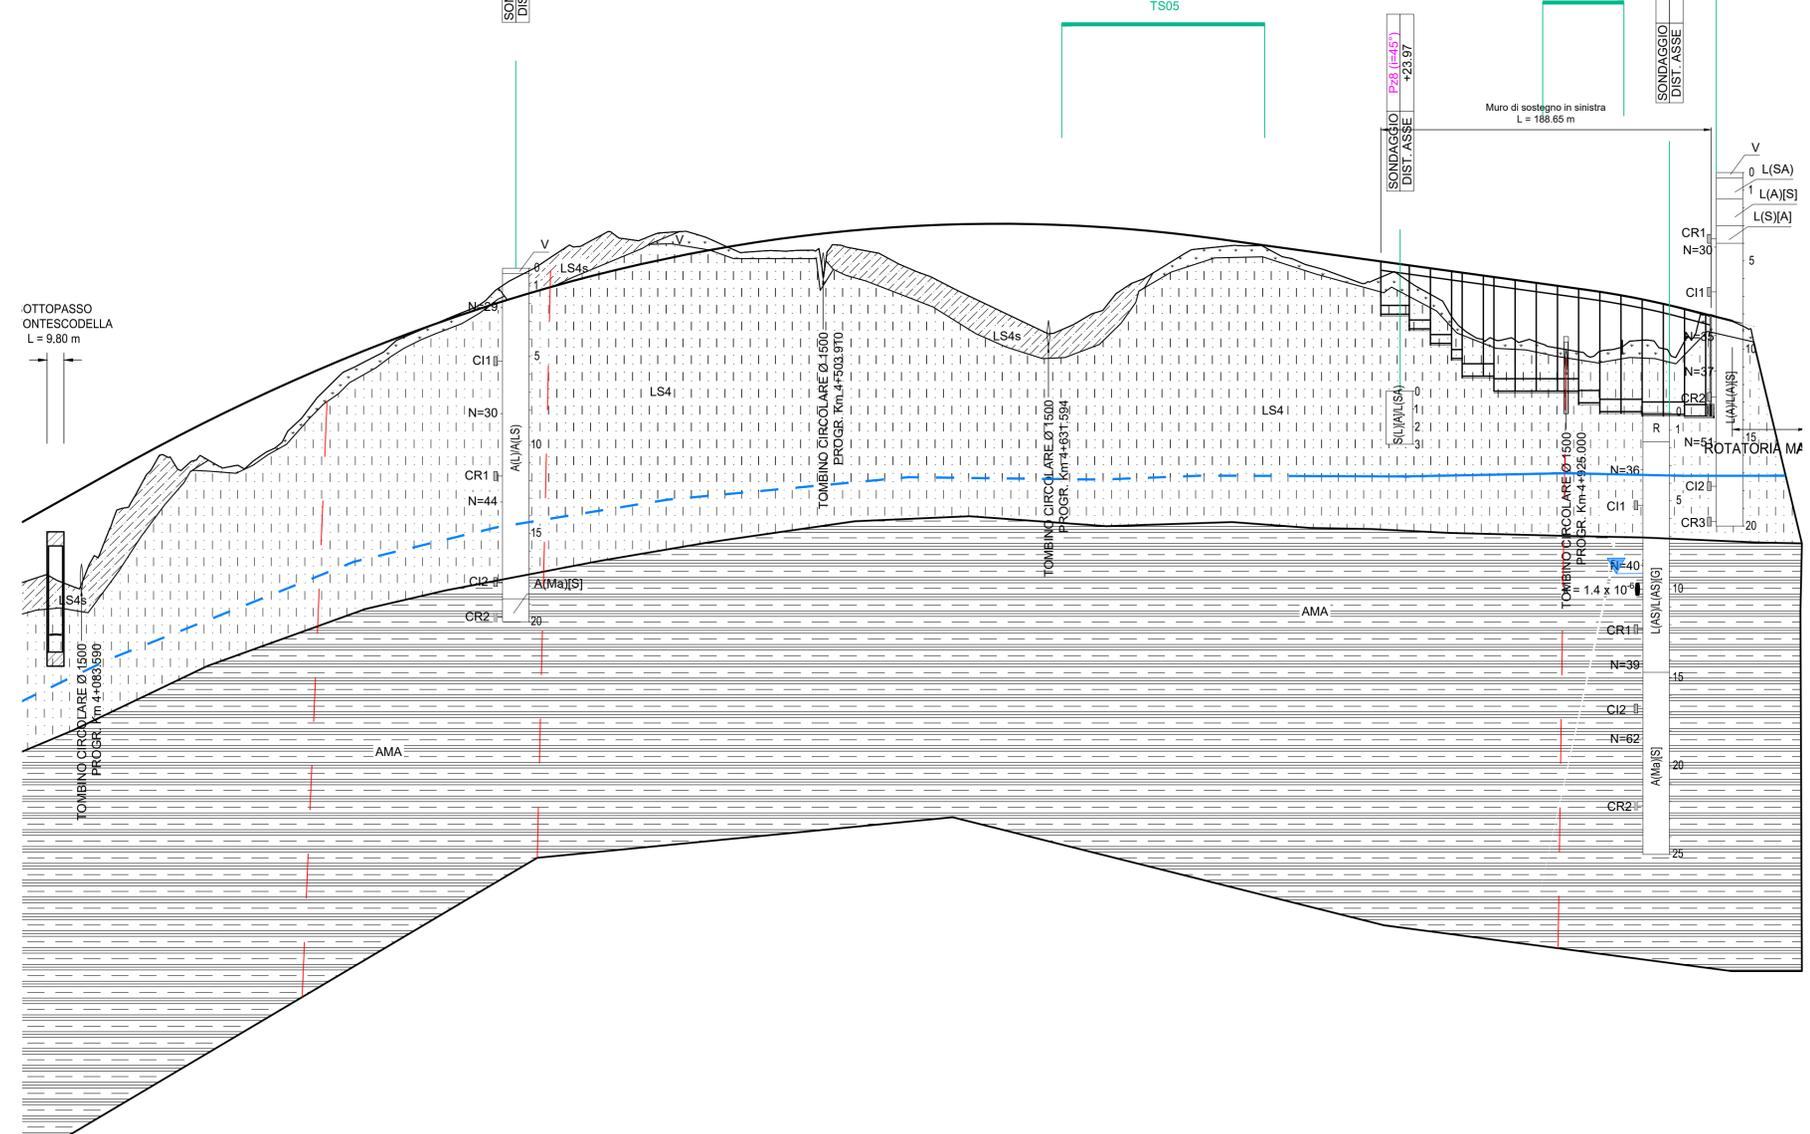 TS05
SON
DIS
Pz8 (i=45°)
+23.97
SONDAGGIO
DIST. ASSE
SONDAGGIO
DIST. ASSE
Muro di sostegno in sinistra
L = 188.65 m
V
0
L(SA)
1
L(A)[S]
L(S)[A]
CR1
N=30
5
CI1
N=35
10
N=37
CR2
L(A)/L(A)[S]
N=51
15
ROTATORIA MA
CI2
CR3
20
OTTOPASSO
ONTESCODELLA
L = 9.80 m
V
0
LS4s
1
V
N=29
CI1
5
N=30
10
A(L)/A(LS)
CR1
N=44
15
CI2
A(Ma)[S]
CR2
20
LS4
LS4s
LS4
LS4s
TOMBINO CIRCOLARE Ø 1500
PROGR. Km 4+083.590
TOMBINO CIRCOLARE Ø 1500
PROGR. Km 4+503.910
TOMBINO CIRCOLARE Ø 1500
PROGR. Km 4+631.594
TOMBINO CIRCOLARE Ø 1500
PROGR. Km 4+925.000
S(L)[A]/L(SA)
0
1
2
3
0
R
1
N=36
5
CI1
N=40
= 1.4 x 10-6
10
L(AS)/L(AS)[G]
CR1
N=39
15
CI2
N=62
A(Ma)[S]
20
CR2
25
AMA
AMA